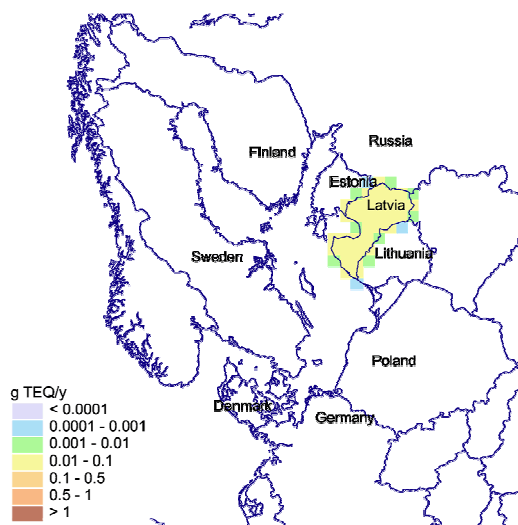 Russia
Finland
Estonia
Latvia
Sweden
Lithuania
Poland
g TEQ/y
< 0.0001
Denmark
0.0001 - 0.001
Germany
0.001 - 0.01
0.01 - 0.1
0.1 - 0.5
0.5 - 1
> 1